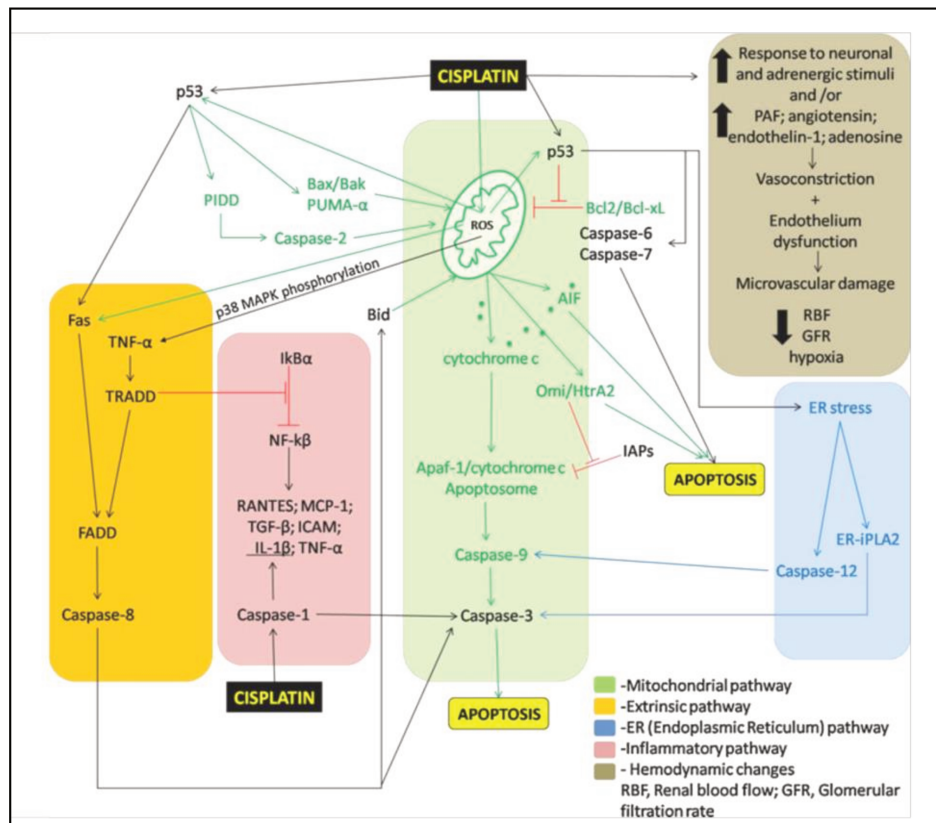 CISPLATIN
Response to neuronal
and adrenergic stimuli
and /or
PAF; angiotensin;
endothelin-1; adenosine
Vasoconstriction
+
Endothelium
dysfunction
Microvascular damage
RBF
GFR
hypoxia
p53
PIDD
Bax/Bak
PUMA-α
Caspase-2
p53
ROS
Bcl2/Bcl-xL
Caspase-6
Caspase-7
p38 MAPK phosphorylation
Fas
TNF-α
TRADD
FADD
Caspase-8
Bid
IkBα
NF-kβ
RANTES; MCP-1;
TGF-β; ICAM;
IL-1β; TNF-α
Caspase-1
CISPLATIN
AIF
cytochrome c
Omi/HtrA2
IAPs
Apaf-1/cytochrome c
Apoptosome
Caspase-9
Caspase-3
APOPTOSIS
APOPTOSIS
ER stress
ER-iPLA2
Caspase-12
-Mitochondrial pathway
-Extrinsic pathway
-ER (Endoplasmic Reticulum) pathway
-Inflammatory pathway
- Hemodynamic changes
RBF, Renal blood flow; GFR, Glomerular
filtration rate